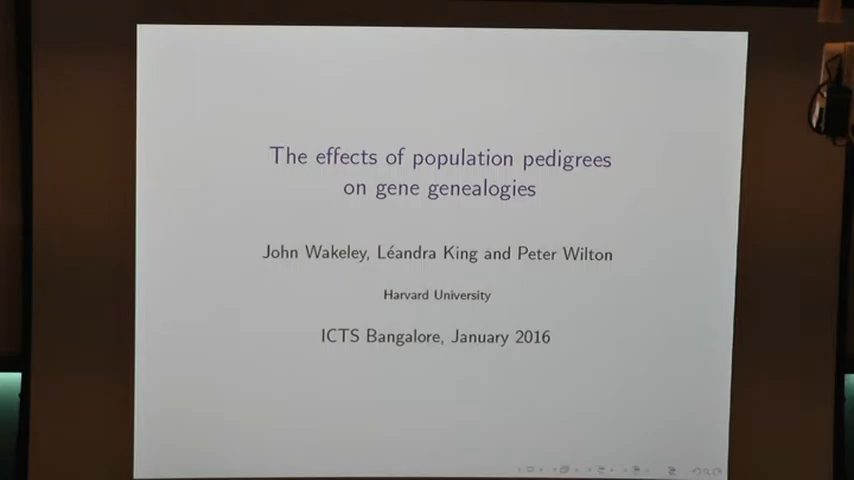 The effects of population pedigrees
on gene genealogies
John Wakeley, Léandra King and Peter Wilton
Harvard University
ICTS Bangalore, January 2016